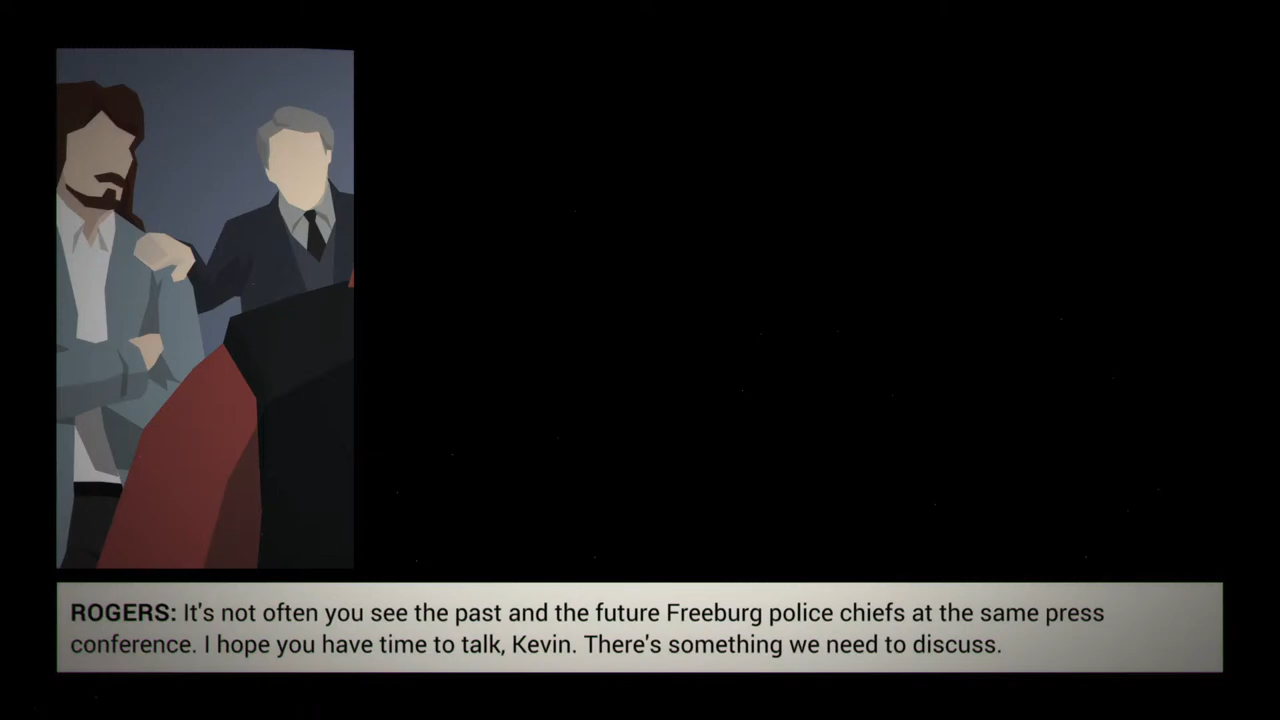 ROGERS: It's not often you see the past and the future Freeburg police chiefs at the same press
conference. I hope you have time to talk, Kevin. There's something we need to discuss.